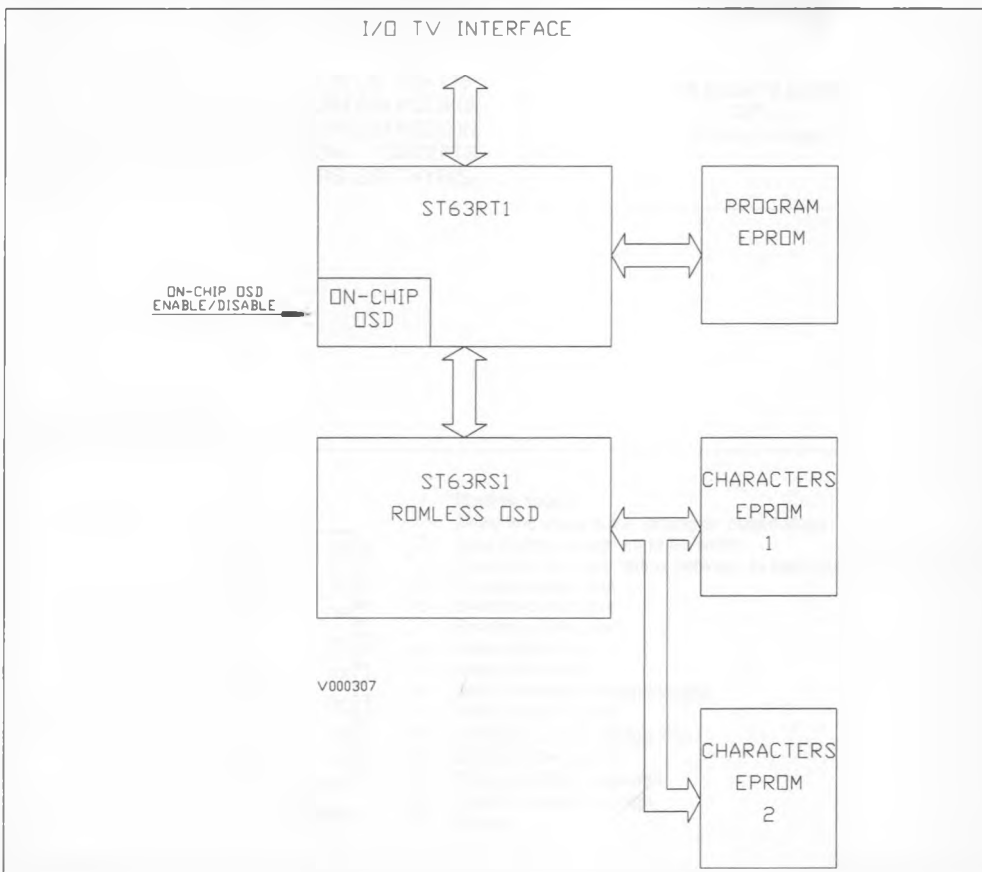 I/O TV INTERFACE
ST63RT1
PROGRAM
EPROM
ON-CHIP OSD
ENABLE/DISABLE
ON-CHIP
OSD
ST63RS1
ROMLESS OSD
CHARACTERS
EPROM
1
V000307
CHARACTERS
EPROM
2